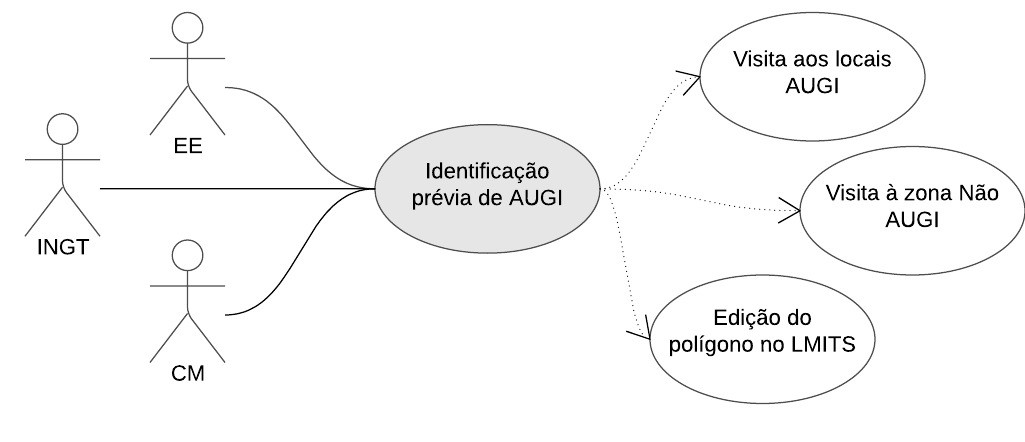 EE
INGT
CM
Identificação
prévia de AUGI
Visita aos locais
AUGI
Visita à zona Não
AUGI
Edição do
polígono no LMITS